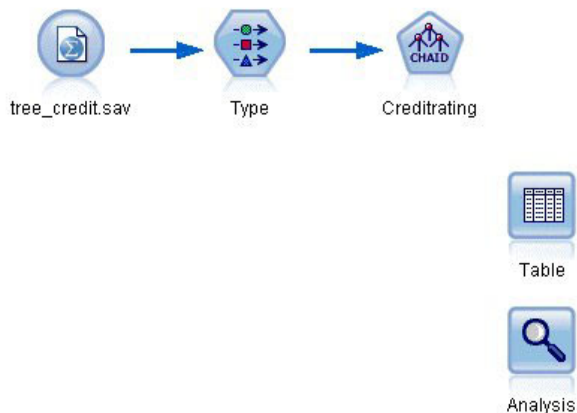 CHAID
tree_credit.sav
Type
Creditrating
Table
Analysis